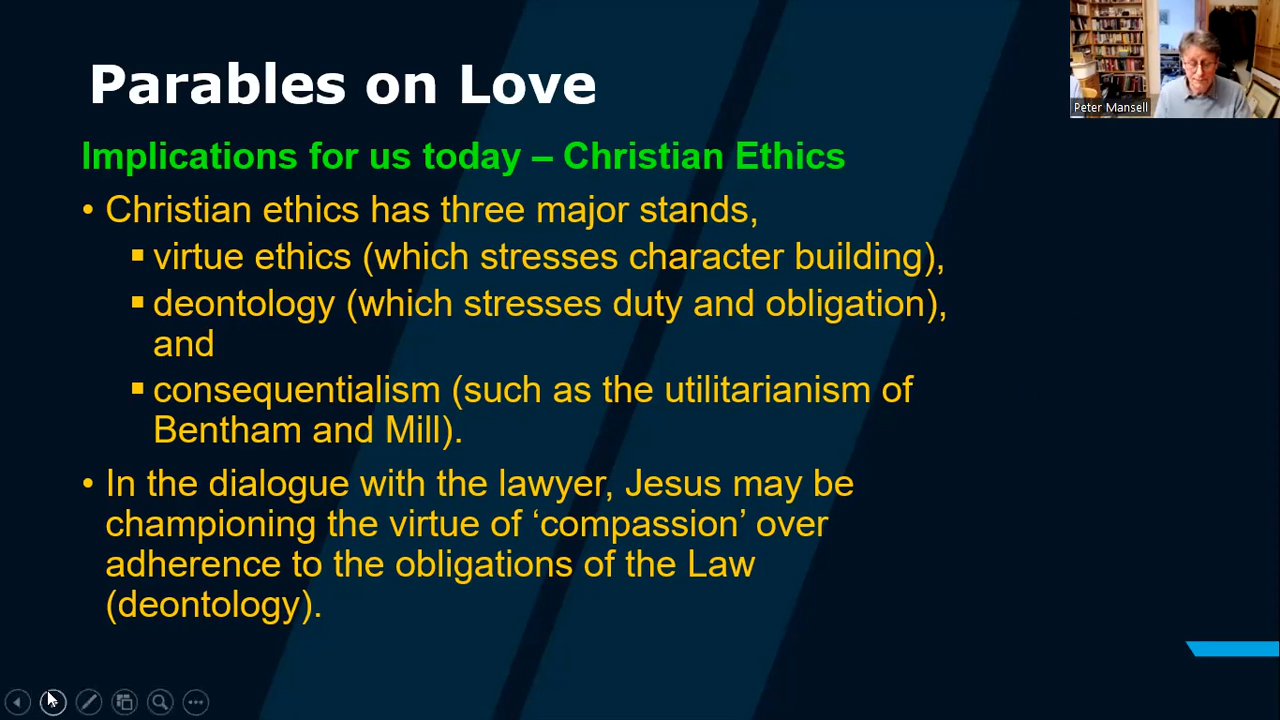 Parables on Love
Peter Mansell
Implications for us today – Christian Ethics
• Christian ethics has three major stands,
▪ virtue ethics (which stresses character building),
▪ deontology (which stresses duty and obligation),
and
▪ consequentialism (such as the utilitarianism of
Bentham and Mill).
• In the dialogue with the lawyer, Jesus may be
championing the virtue of ‘compassion’ over
adherence to the obligations of the Law
(deontology).